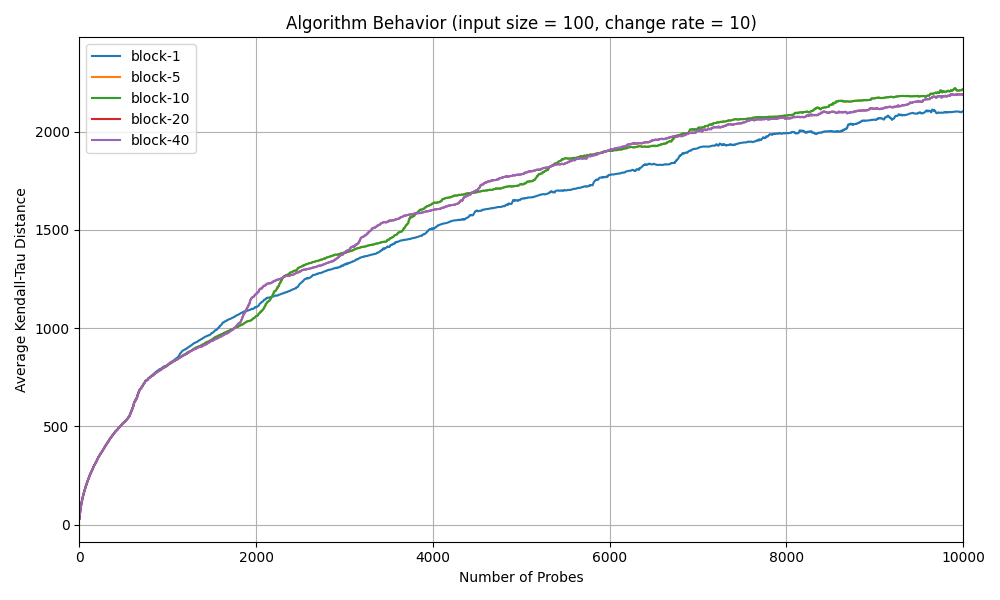 Algorithm Behavior (input size = 100, change rate = 10)
block-1
block-5
block-10
block-20
block-40
Average Kendall-Tau Distance
2000
1500
1000
500
0
0 2000 4000 6000 8000 10000
Number of Probes